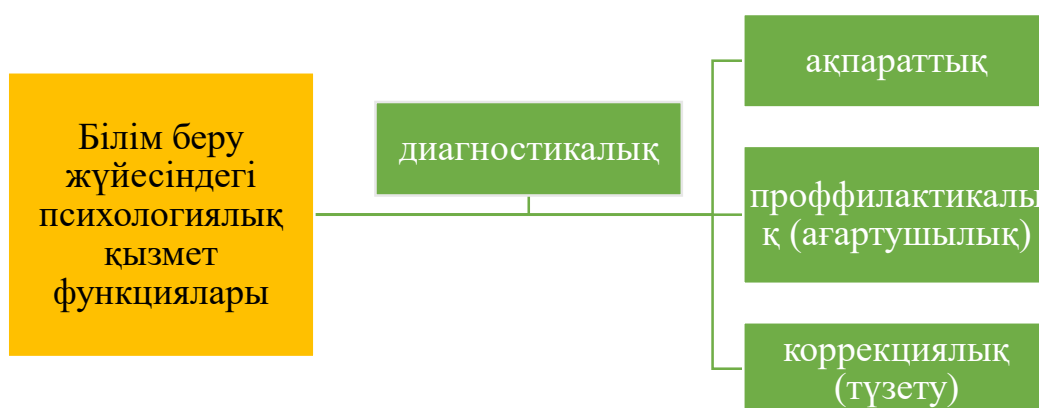 Білім беру
жүйесіндегі
психологиялық
қызмет
функциялары
диагностикалық
ақпараттық
проффилактикалы
қ (ағартушылық)
коррекциялық
(түзету)